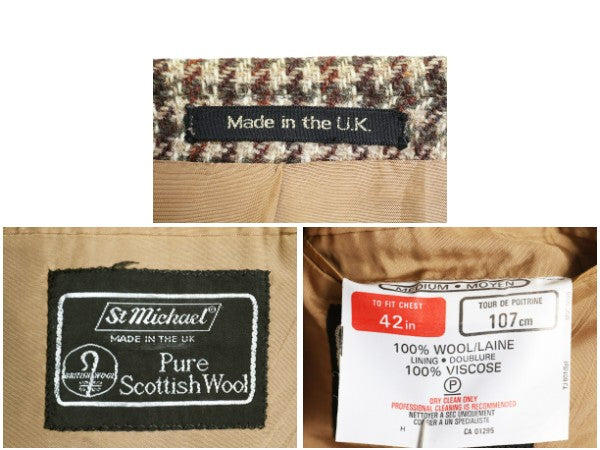 Made in the U.K.
St Michael®
MADE IN THE UK
BRITISH WOOL
Pure
Scottish Wool
MEDIUM • MOYEN
TO FIT CHEST
42in
TOUR DE POITRINE
107cm
100% WOOL/LAINE
LINING • DOUBLURE
100% VISCOSE
P
DRY CLEAN ONLY
PROFESSIONAL CLEANING IS RECOMMENDED
NETTOYER A SEC UNIQUEMENT
CHEZ UN SPECIALISTE
H CA 01295